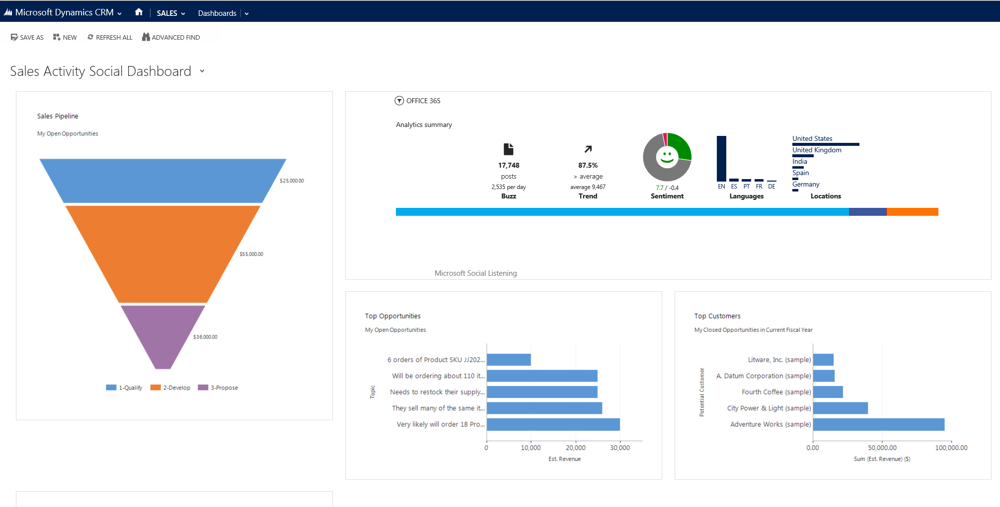 Microsoft Dynamics CRM SALES Dashboards
SAVE AS NEW REFRESH ALL ADVANCED FIND
Sales Activity Social Dashboard
Sales Pipeline
My Open Opportunities
$25,000.00
$55,000.00
$36,000.00
1-Qualify 2-Develop 3-Propose
OFFICE 365
Analytics summary
17,748
posts
2,535 per day
Buzz
87.5%
> average
average 9,467
Trend
7.7 / -0.4
Sentiment
EN ES PT FR DE
Languages
United States
United Kingdom
India
Spain
Germany
Locations
Microsoft Social Listening
Top Opportunities
My Open Opportunities
Topic
6 orders of Product SKU JJ202...
Will be ordering about 110 it...
Needs to restock their supply...
They sell many of the same it...
Very likely will order 18 Pro...
0 10,000 20,000 30,000
Est. Revenue
Top Customers
My Closed Opportunities in Current Fiscal Year
Potential Customer
Litware, Inc. (sample)
A. Datum Corporation (sample)
Fourth Coffee (sample)
City Power & Light (sample)
Adventure Works (sample)
0.00 50,000.00 100,000.00
Sum (Est. Revenue) ($)